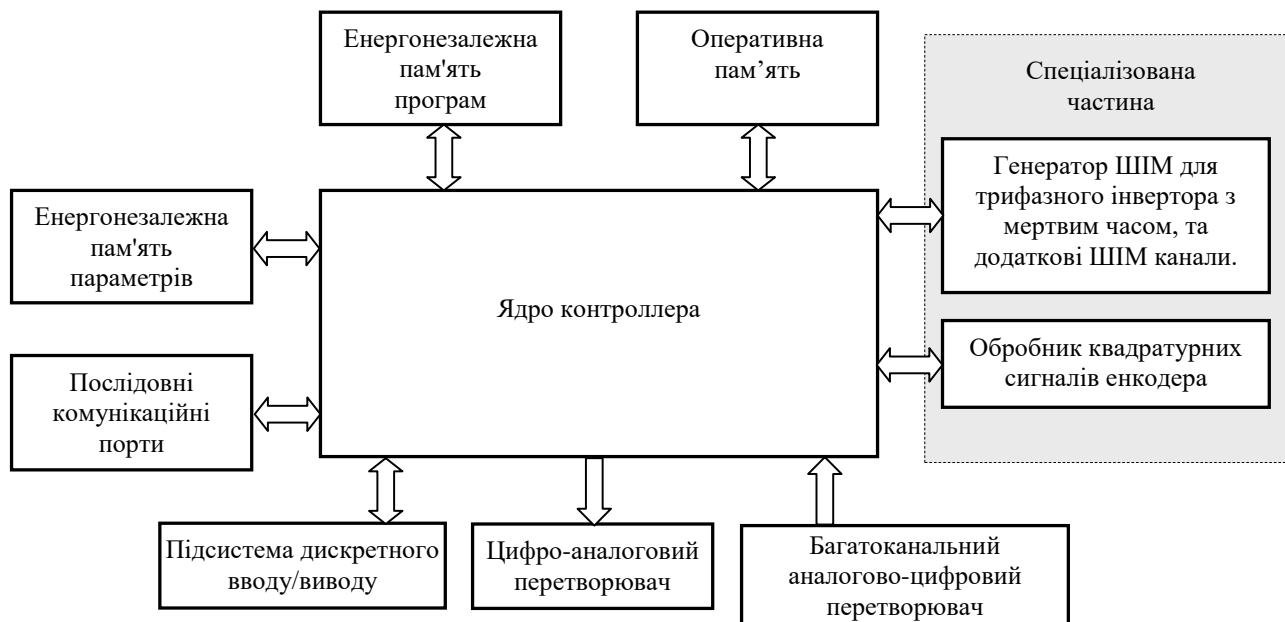 Енергонезалежна
пам'ять
програм
Оперативна
пам’ять
Спеціалізована
частина
Генератор ШІМ для
трифазного інвертора з
мертвим часом, та
додаткові ШІМ канали.
Енергонезалежна
пам'ять
параметрів
Ядро контроллера
Обробник квадратурних
сигналів енкодера
Послідовні
комунікаційні
порти
Підсистема дискретного
вводу/виводу
Цифро-аналоговий
перетворювач
Багатоканальний
аналогово-цифровий
перетворювач